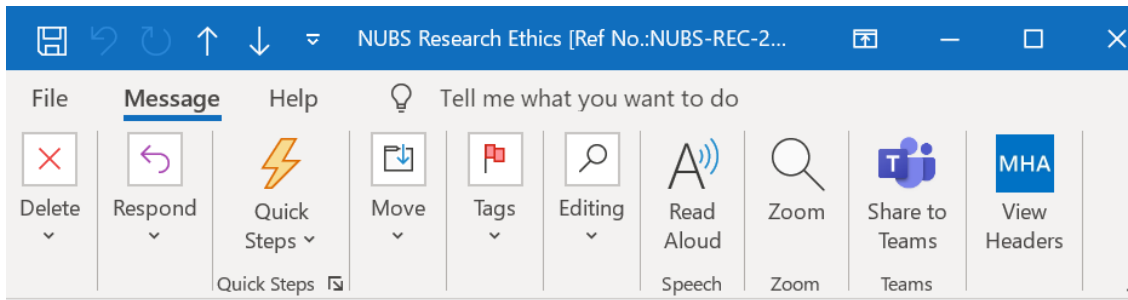 NUBS Research Ethics [Ref No.:NUBS-REC-2...
File Message Help Tell me what you want to do
MHA
Delete Respond Quick Steps Move Tags Editing Read Aloud Zoom Share to Teams View Headers
Quick Steps Speech Zoom Teams